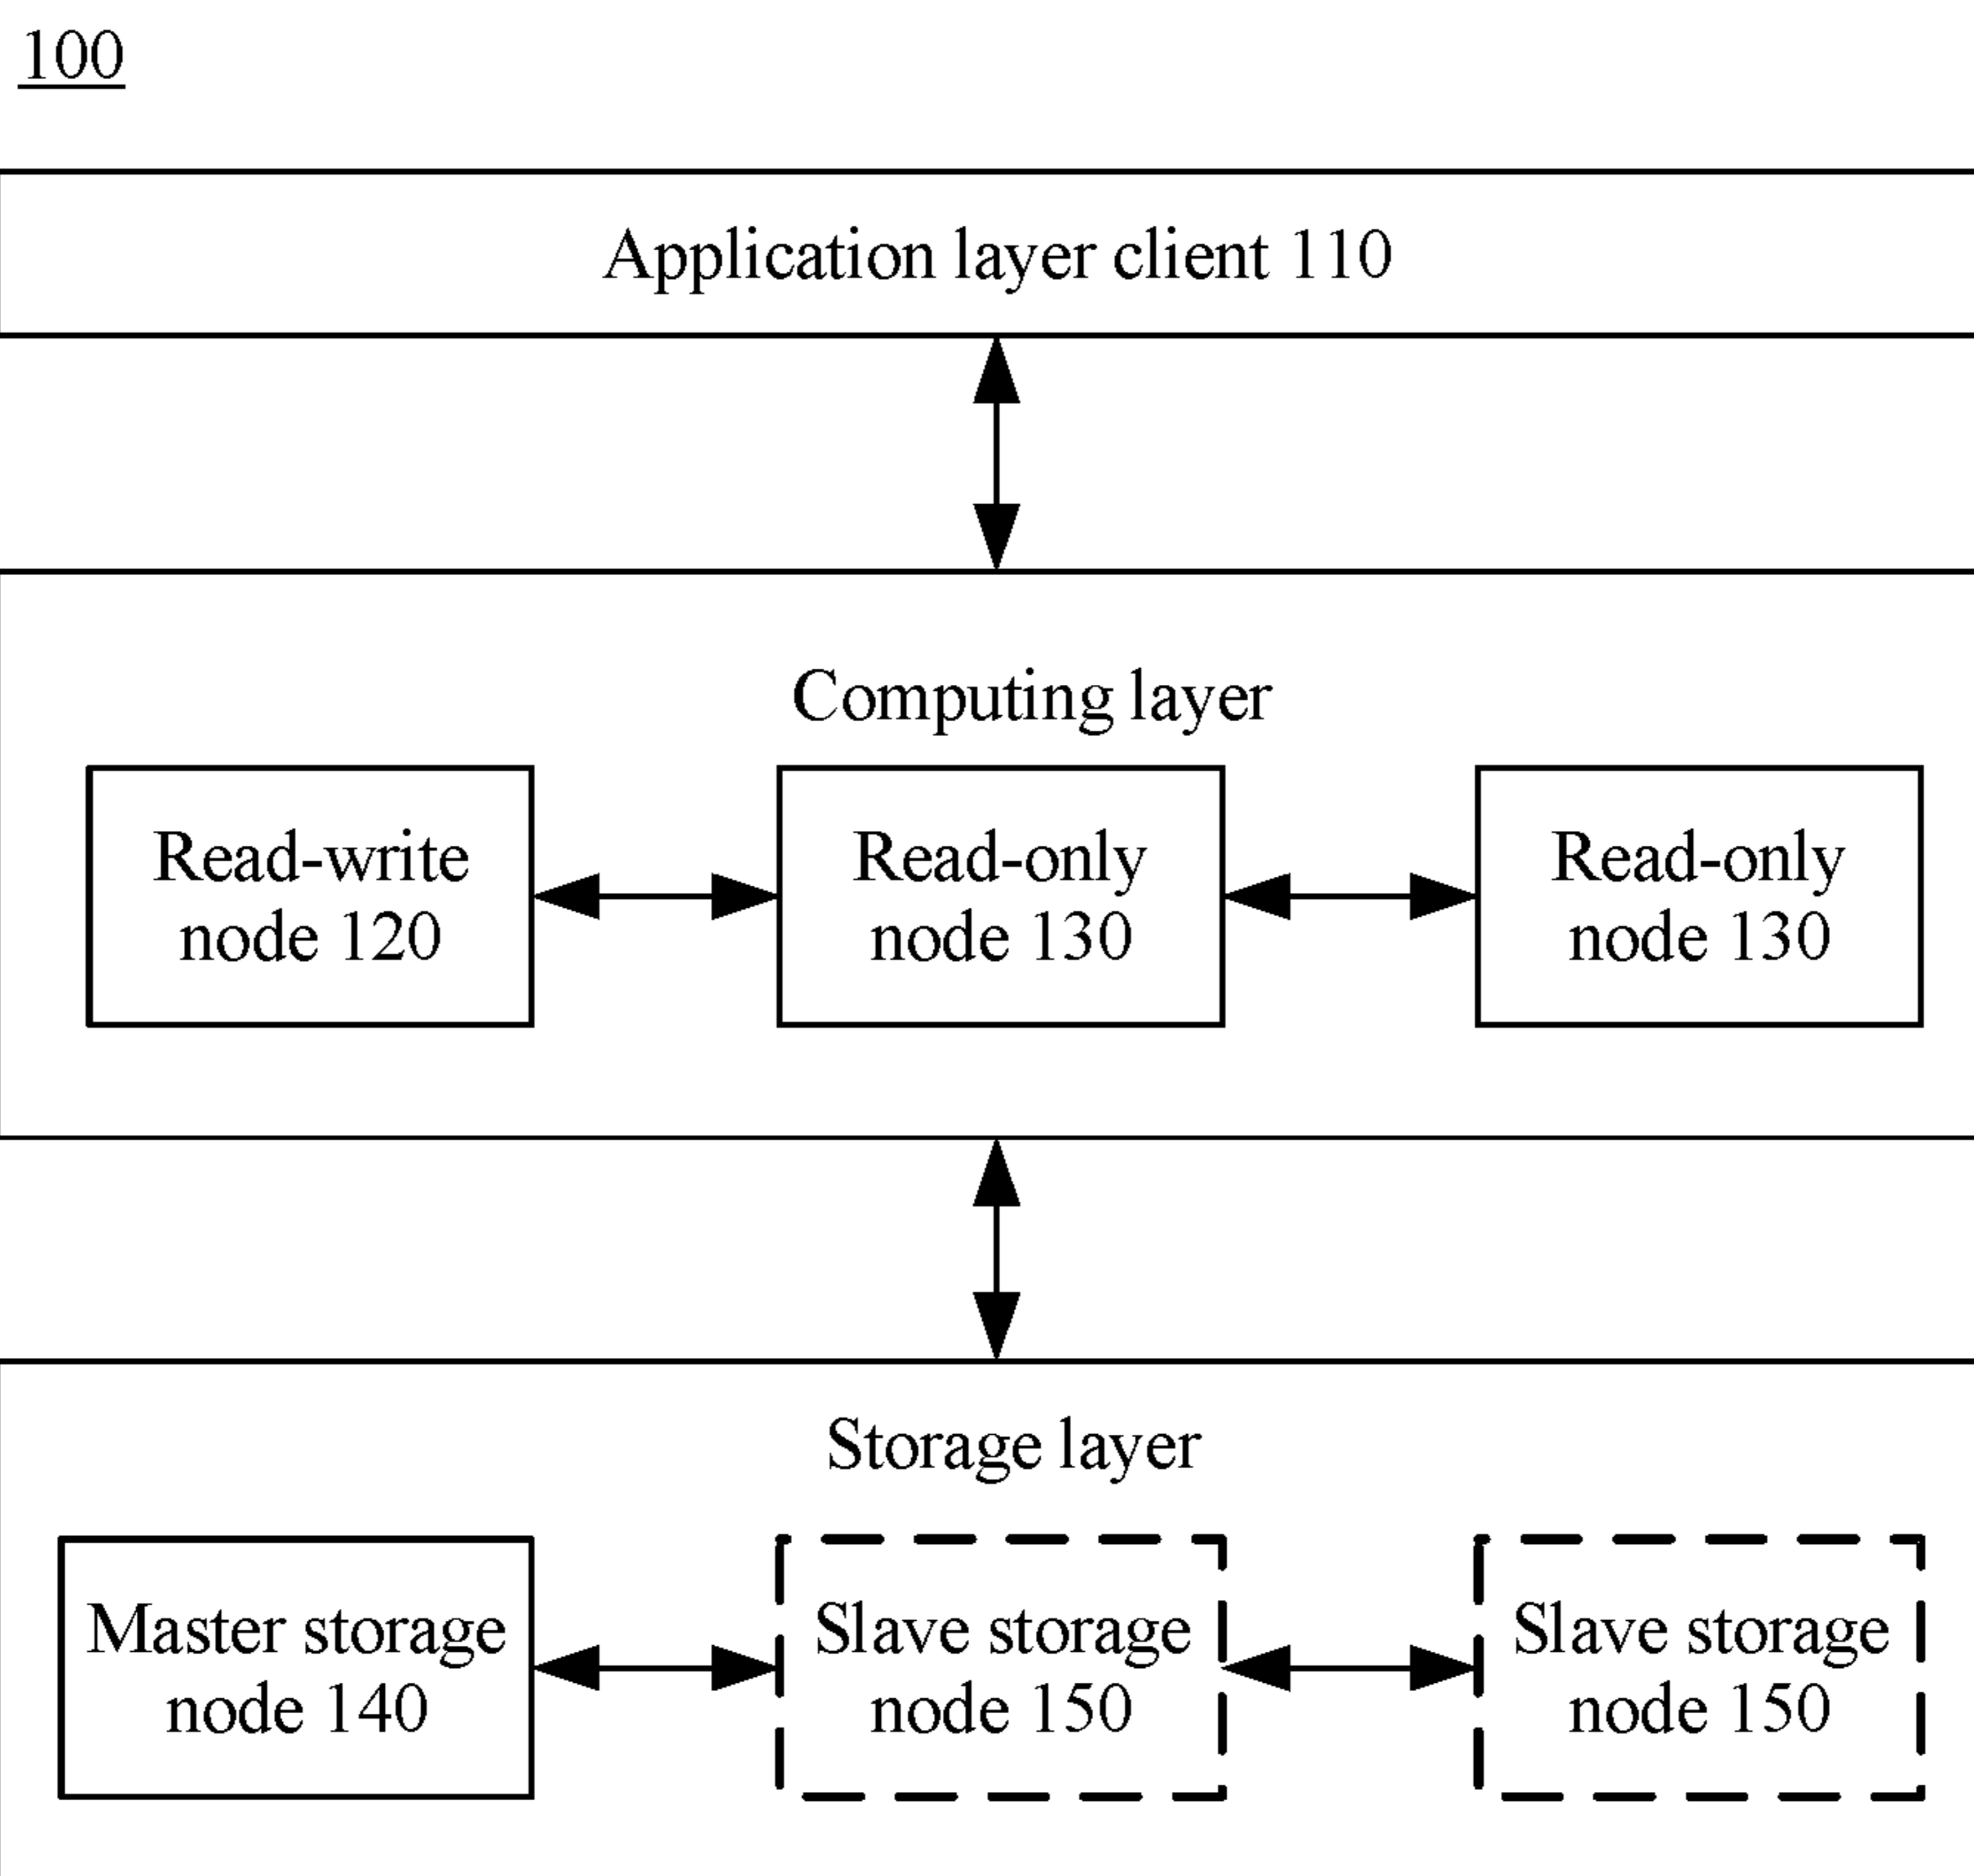 100
Application layer client 110
Computing layer
Read-write
node 120
Read-only
node 130
Read-only
node 130
Storage layer
Master storage
node 140
Slave storage
node 150
Slave storage
node 150